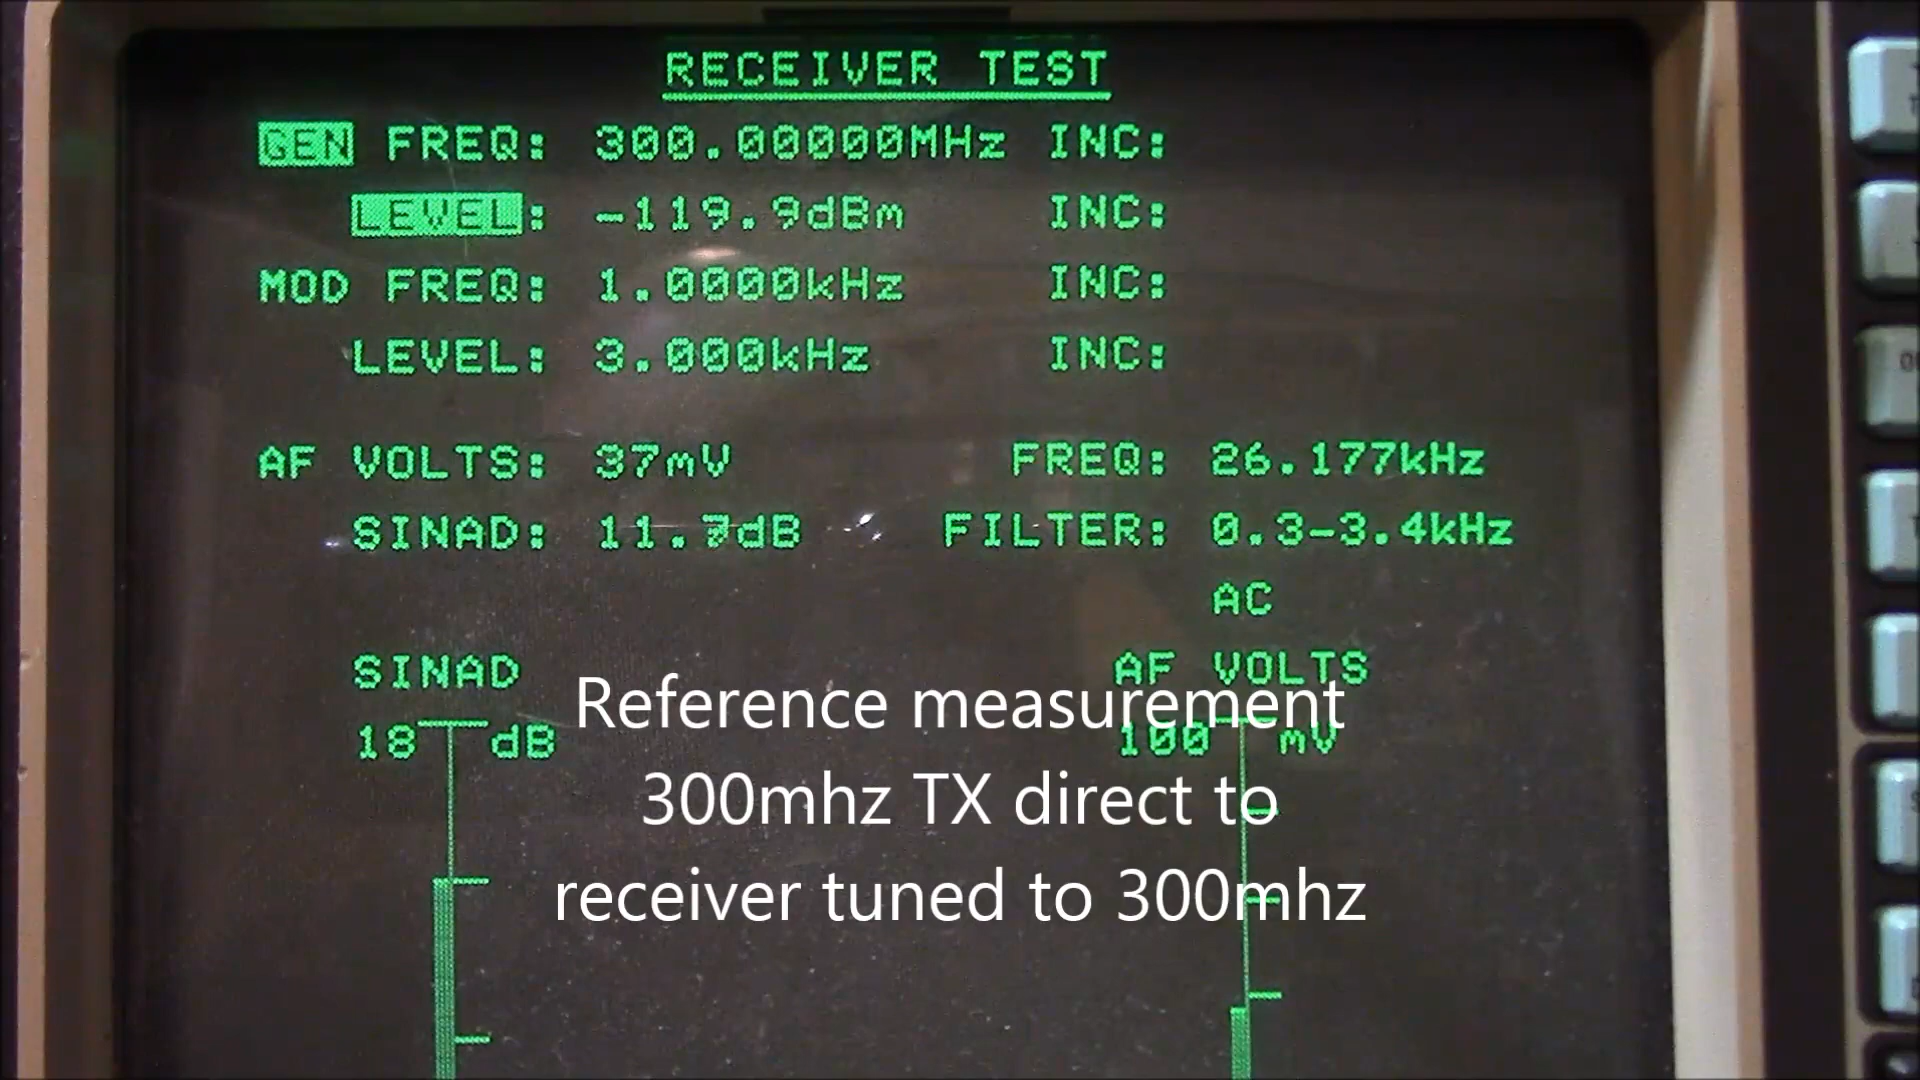 RECEIVER TEST
GEN FREQ: 300.00000MHz INC:
LEVEL: -119.9dBm INC:
MOD FREQ: 1.0000kHz INC:
LEVEL: 3.000kHz INC:
AF VOLTS: 37mV FREQ: 26.177kHz
SINAD: 11.7dB FILTER: 0.3-3.4kHz
AC
SINAD AF VOLTS
18 dB 100 mV
Reference measurement
300mhz TX direct to
receiver tuned to 300mhz